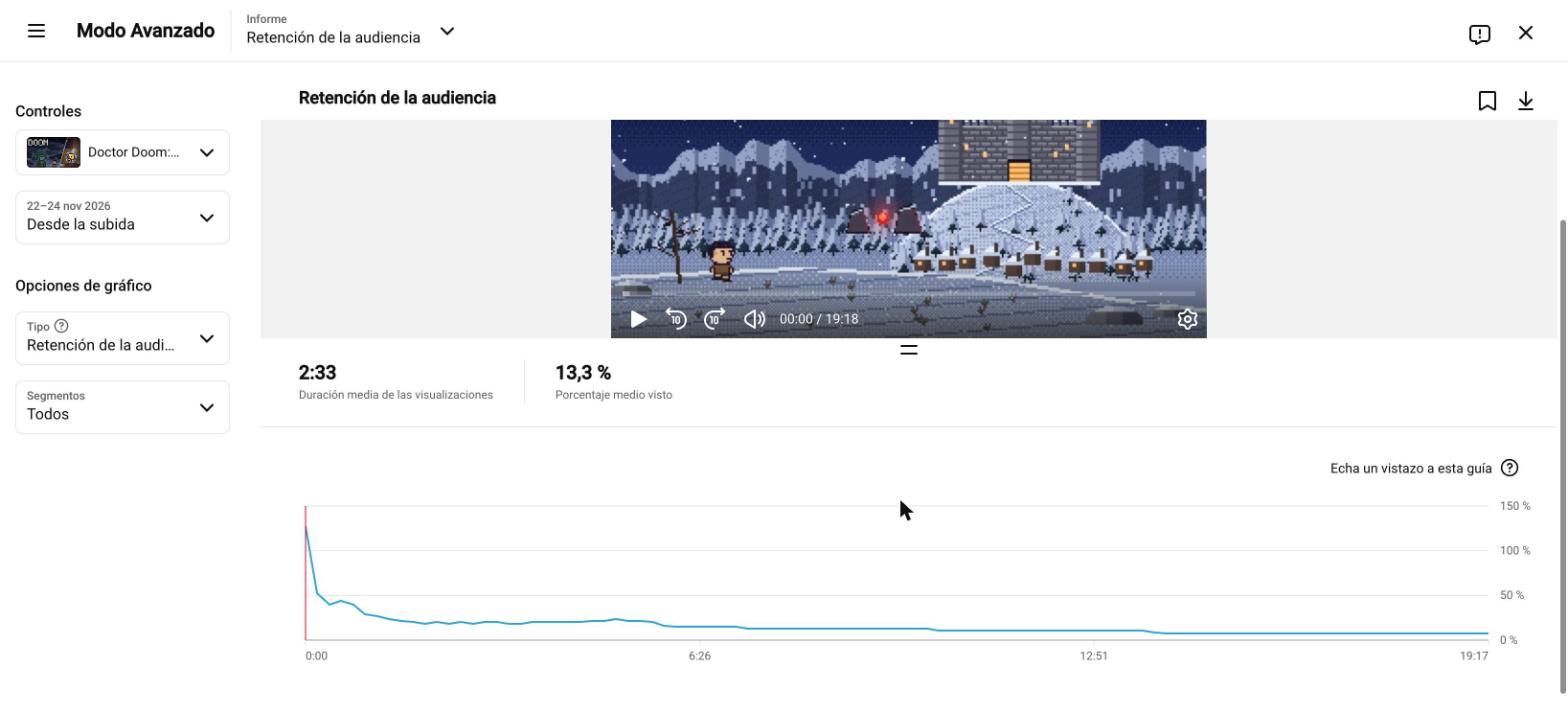 Modo Avanzado
Informe
Retención de la audiencia
Controles
DOOM
Doctor Doom:...
22–24 nov 2026
Desde la subida
Opciones de gráfico
Tipo
Retención de la audi...
Segmentos
Todos
Retención de la audiencia
10
10
00:00 / 19:18
2:33
Duración media de las visualizaciones
13,3 %
Porcentaje medio visto
Echa un vistazo a esta guía
150 %
100 %
50 %
0 %
0:00
6:26
12:51
19:17